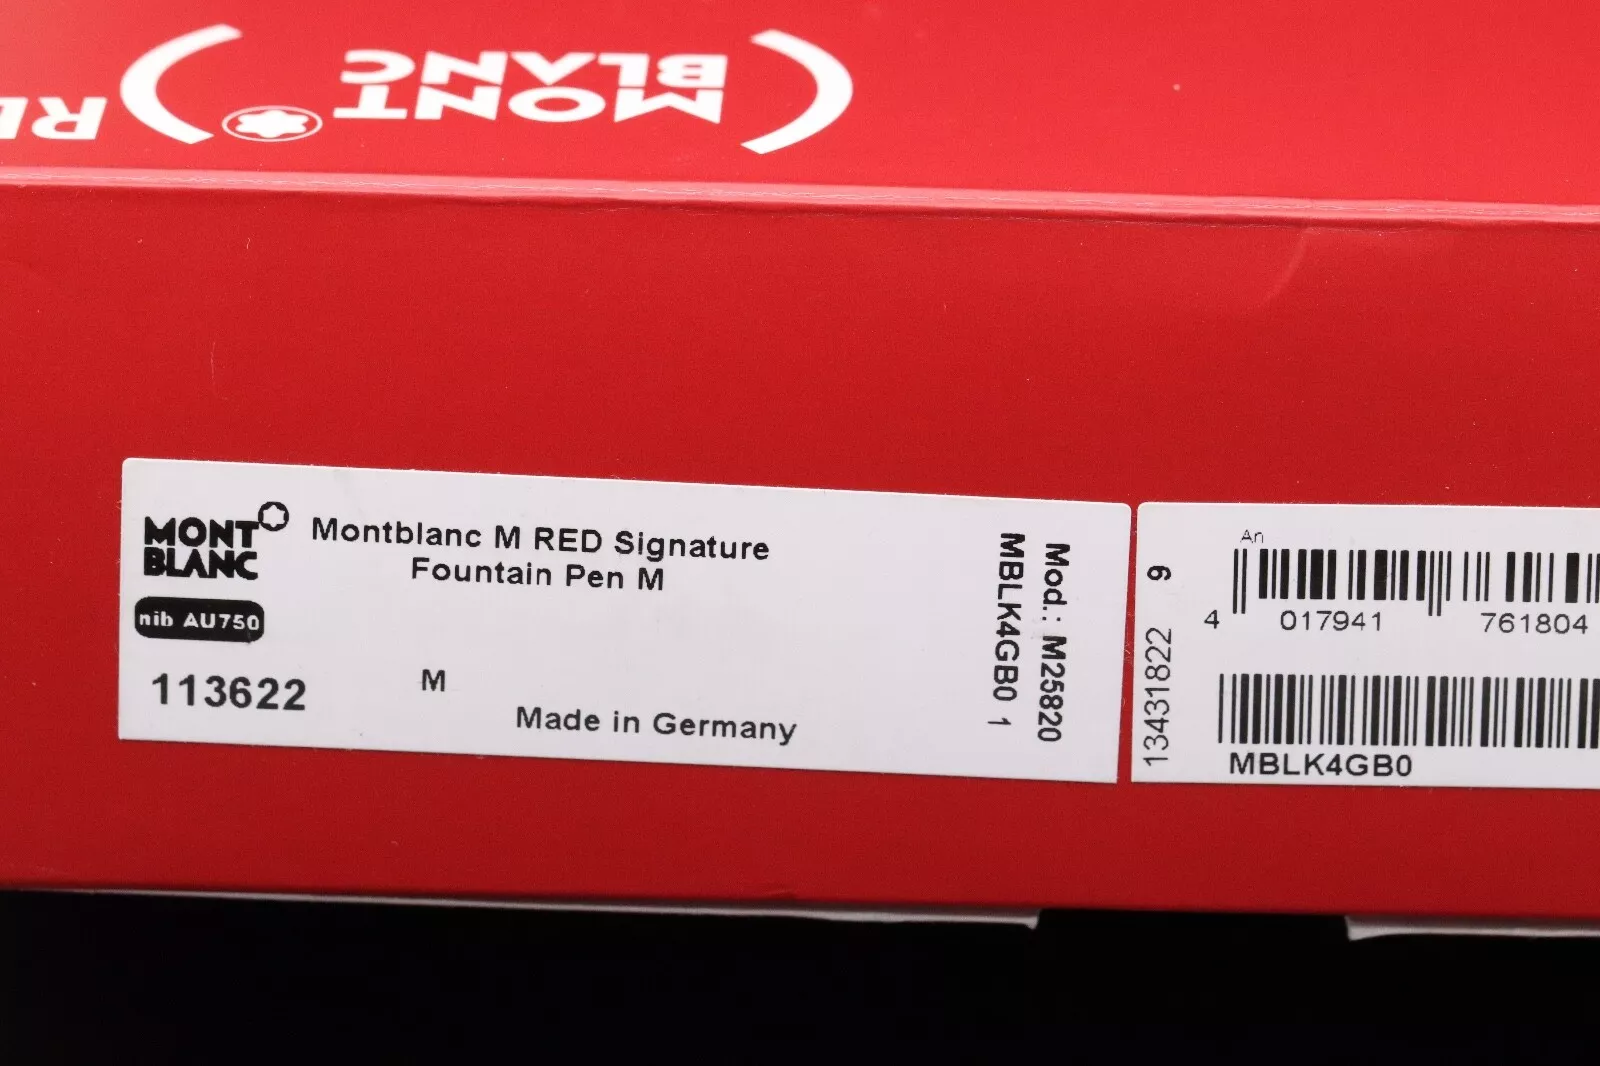 MONT
BLANC
( ) RE
MONT
BLANC
Montblanc M RED Signature
Fountain Pen M
nib AU750
113622
M
Made in Germany
Mod.: M25820
MBLK4GB0 1
13431822 9
An
4 017941 761804
MBLK4GB0